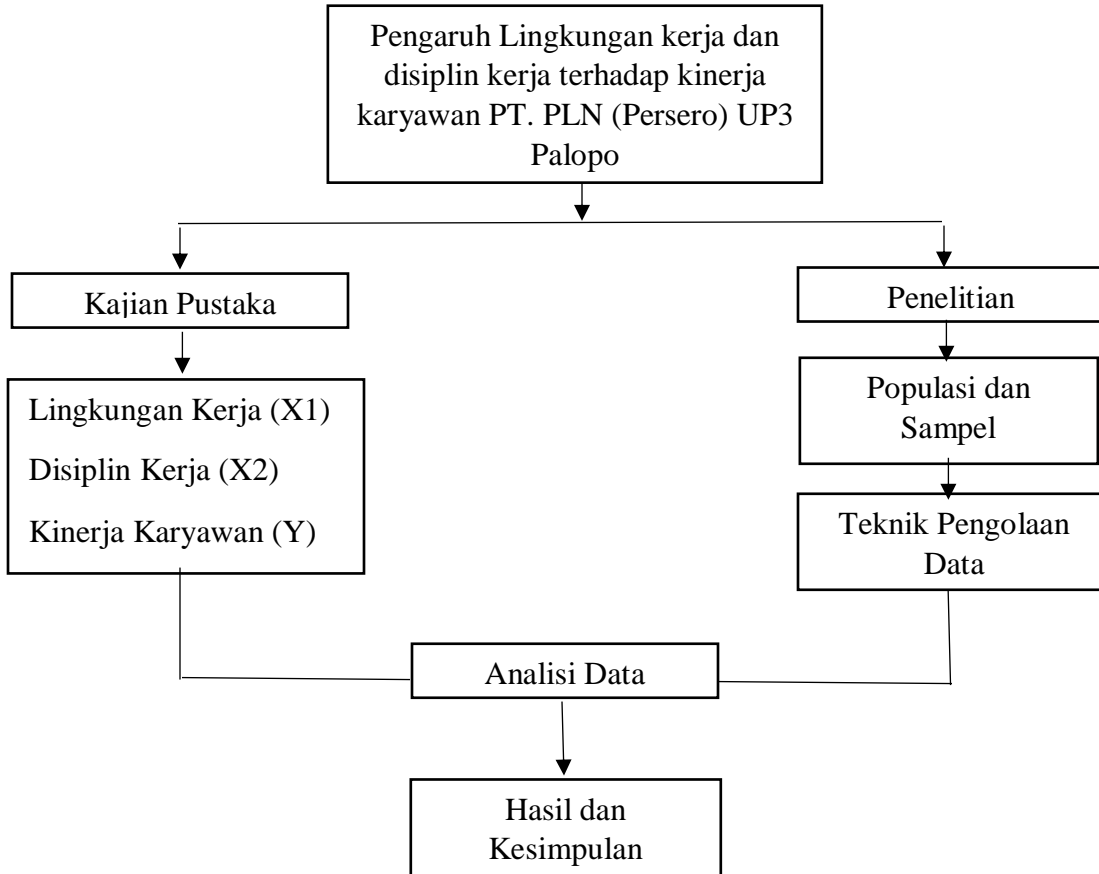 Pengaruh Lingkungan kerja dan
disiplin kerja terhadap kinerja
karyawan PT. PLN (Persero) UP3
Palopo
Kajian Pustaka
Penelitian
Lingkungan Kerja (X1)
Disiplin Kerja (X2)
Kinerja Karyawan (Y)
Populasi dan
Sampel
Teknik Pengolaan
Data
Analisi Data
Hasil dan
Kesimpulan